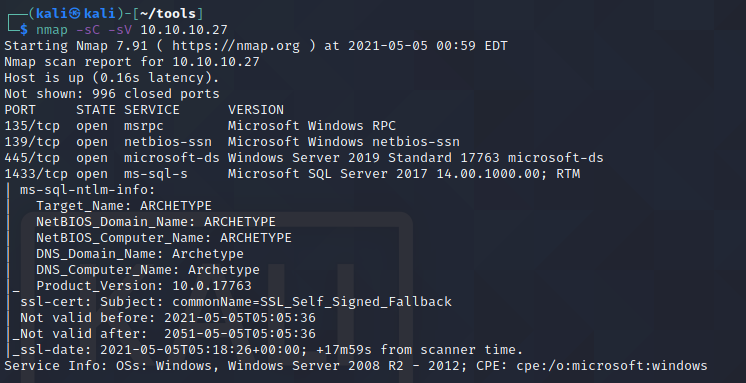 ┌──(kali㉿kali)-[~/tools]
└─$ nmap -sC -sV 10.10.10.27
Starting Nmap 7.91 ( https://nmap.org ) at 2021-05-05 00:59 EDT
Nmap scan report for 10.10.10.27
Host is up (0.16s latency).
Not shown: 996 closed ports
PORT     STATE SERVICE      VERSION
135/tcp  open  msrpc        Microsoft Windows RPC
139/tcp  open  netbios-ssn  Microsoft Windows netbios-ssn
445/tcp  open  microsoft-ds Windows Server 2019 Standard 17763 microsoft-ds
1433/tcp open  ms-sql-s     Microsoft SQL Server 2017 14.00.1000.00; RTM
| ms-sql-ntlm-info:
|   Target_Name: ARCHETYPE
|   NetBIOS_Domain_Name: ARCHETYPE
|   NetBIOS_Computer_Name: ARCHETYPE
|   DNS_Domain_Name: Archetype
|   DNS_Computer_Name: Archetype
|_  Product_Version: 10.0.17763
| ssl-cert: Subject: commonName=SSL_Self_Signed_Fallback
| Not valid before: 2021-05-05T05:05:36
|_Not valid after:  2051-05-05T05:05:36
|_ssl-date: 2021-05-05T05:18:26+00:00; +17m59s from scanner time.
Service Info: OSs: Windows, Windows Server 2008 R2 - 2012; CPE: cpe:/o:microsoft:windows